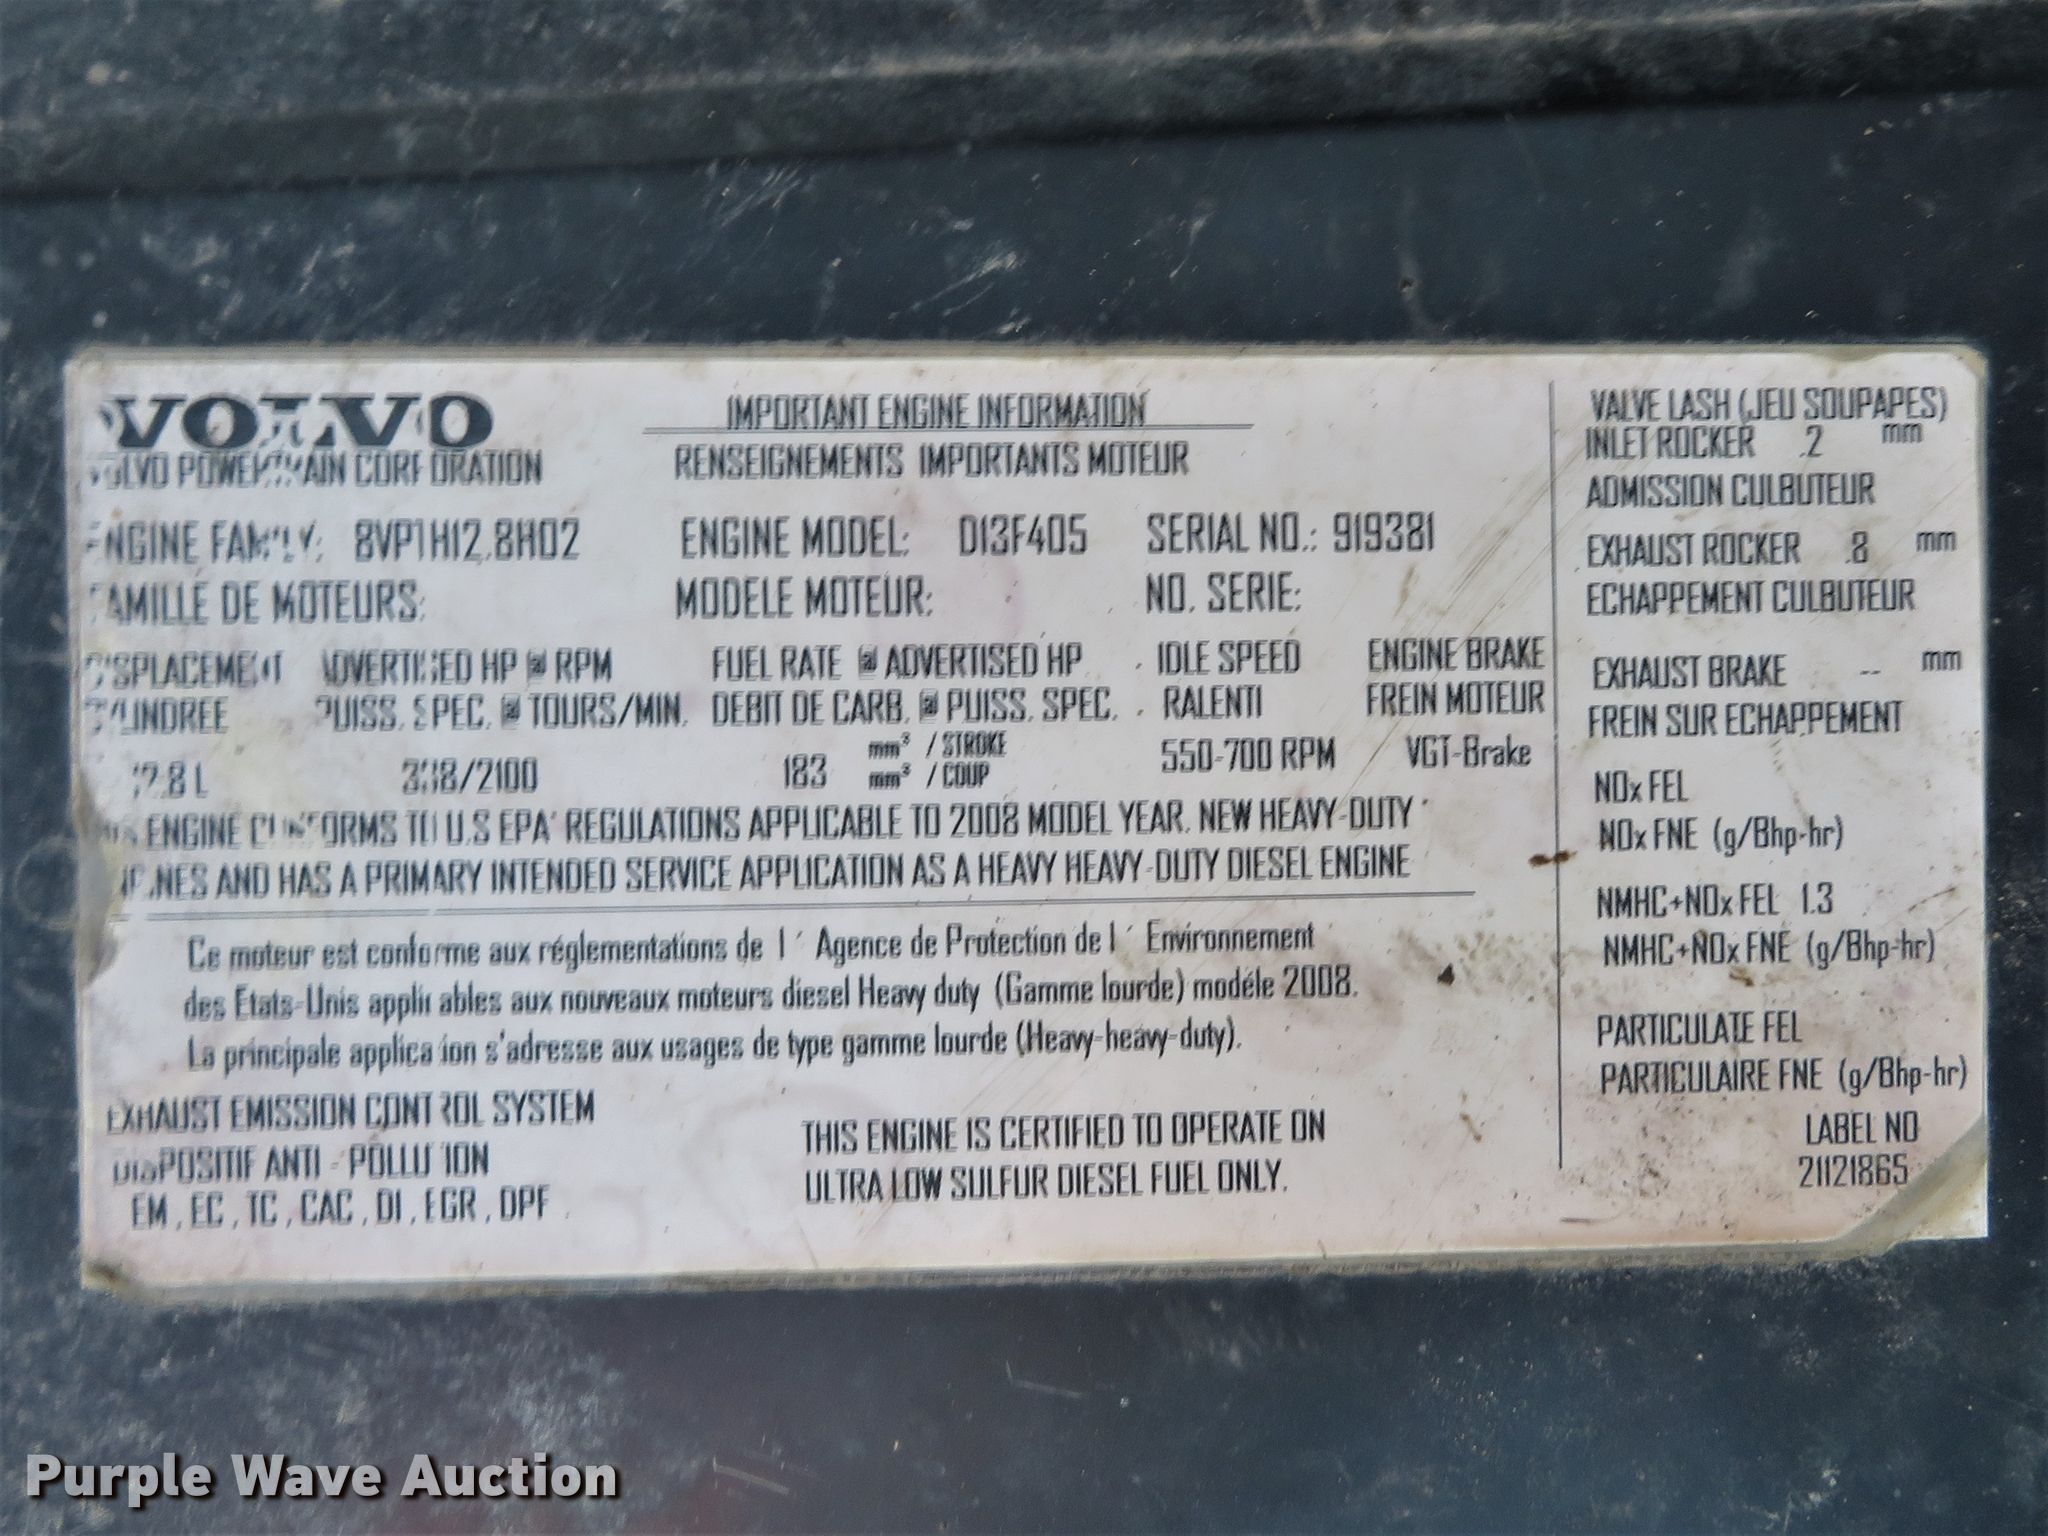 VOLVO
VOLVO POWERTRAIN CORPORATION
IMPORTANT ENGINE INFORMATION
RENSEIGNEMENTS IMPORTANTS MOTEUR
ENGINE FAMILY: 8VPTH12.8H02 ENGINE MODEL: D13F405 SERIAL NO.: 919381
FAMILLE DE MOTEURS: MODELE MOTEUR: NO. SERIE:
DISPLACEMENT ADVERTISED HP @ RPM FUEL RATE @ ADVERTISED HP . IDLE SPEED ENGINE BRAKE
CYLINDREE PUISS. SPEC. @ TOURS/MIN. DEBIT DE CARB. @ PUISS. SPEC. . RALENTI FREIN MOTEUR
12.8 L 338/2100 183 mm³ / STROKE 550-700 RPM VGT-Brake
mm³ / COUP
ENGINE CONFORMS TO U.S EPA REGULATIONS APPLICABLE TO 2008 MODEL YEAR. NEW HEAVY-DUTY
ENGINES AND HAS A PRIMARY INTENDED SERVICE APPLICATION AS A HEAVY HEAVY-DUTY DIESEL ENGINE
Ce moteur est conforme aux réglementations de l ´ Agence de Protection de l ´ Environnement
des Etats-Unis applicables aux nouveaux moteurs diesel Heavy duty (Gamme lourde) modéle 2008.
La principale application s'adresse aux usages de type gamme lourde (Heavy-heavy-duty).
EXHAUST EMISSION CONTROL SYSTEM
DISPOSITIF ANTI - POLLUTION
EM , EC , TC , CAC , DI , EGR , DPF
THIS ENGINE IS CERTIFIED TO OPERATE ON
ULTRA LOW SULFUR DIESEL FUEL ONLY.
VALVE LASH (JEU SOUPAPES)
INLET ROCKER .2 mm
ADMISSION CULBUTEUR
EXHAUST ROCKER .8 mm
ECHAPPEMENT CULBUTEUR
EXHAUST BRAKE -- mm
FREIN SUR ECHAPPEMENT
NOx FEL
NOx FNE (g/Bhp-hr)
NMHC+NOx FEL 1.3
NMHC+NOx FNE (g/Bhp-hr)
PARTICULATE FEL
PARTICULAIRE FNE (g/Bhp-hr)
LABEL NO
21121865
Purple Wave Auction